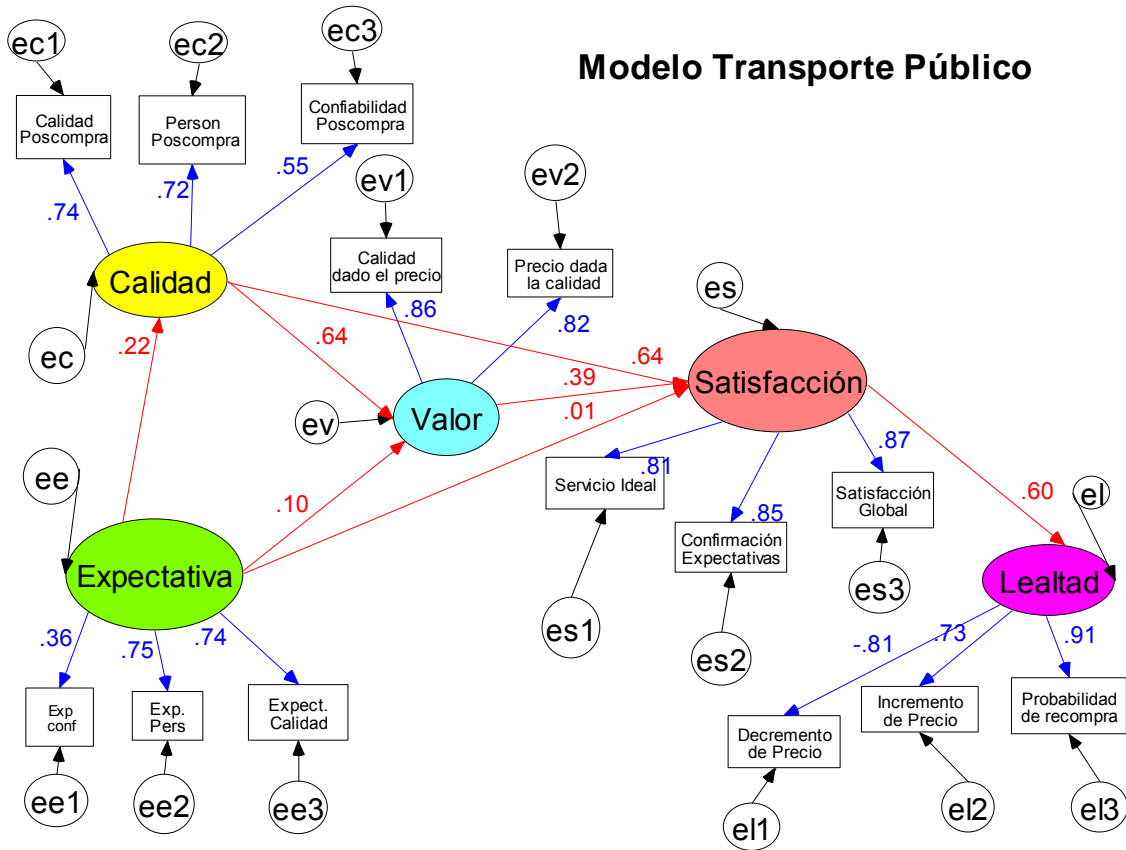 Modelo Transporte Público
ec1
ec2
ec3
Calidad
Poscompra
Person
Poscompra
Confiabilidad
Poscompra
.74
.72
.55
ev1
ev2
Calidad
dado el precio
Precio dada
la calidad
Calidad
ec
.22
.64
.86
.82
.64
.39
.01
es
Satisfacción
ev
Valor
ee
.10
Expectativa
.36
.75
.74
Exp
conf
Exp.
Pers
Expect.
Calidad
ee1
ee2
ee3
.81
.85
.87
Servicio Ideal
Confirmación
Expectativas
Satisfacción
Global
es1
es2
es3
.60
el
Lealtad
-.81
.73
.91
Decremento
de Precio
Incremento
de Precio
Probabilidad
de recompra
el1
el2
el3